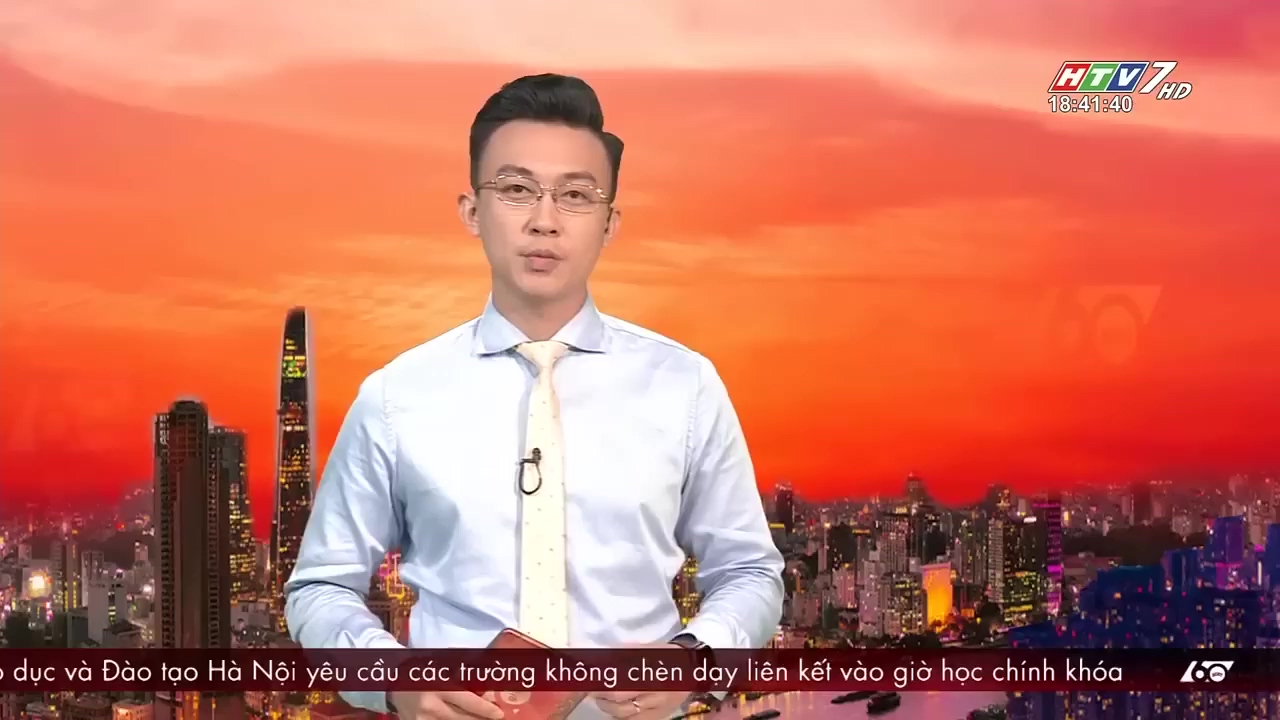 HTV7 HD
18:41:40
dục và Đào tạo Hà Nội yêu cầu các trường không chèn dạy liên kết vào giờ học chính khóa
60